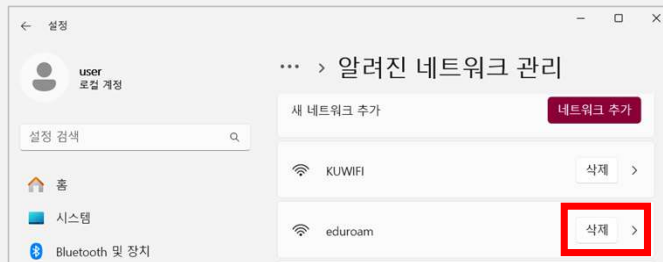 ← 설정
user
로컬 계정
설정 검색
홈
시스템
Bluetooth 및 장치
··· > 알려진 네트워크 관리
새 네트워크 추가
네트워크 추가
KUWIFI
삭제
eduroam
삭제